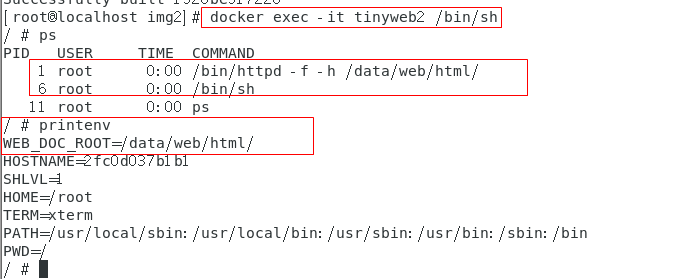 [root@localhost img2]# docker exec -it tinyweb2 /bin/sh
/ # ps
PID   USER     TIME  COMMAND
    1 root      0:00 /bin/httpd -f -h /data/web/html/
    6 root      0:00 /bin/sh
   11 root      0:00 ps
/ # printenv
WEB_DOC_ROOT=/data/web/html/
HOSTNAME=2fc0d037b1b1
SHLVL=1
HOME=/root
TERM=xterm
PATH=/usr/local/sbin:/usr/local/bin:/usr/sbin:/usr/bin:/sbin:/bin
PWD=/
/ #